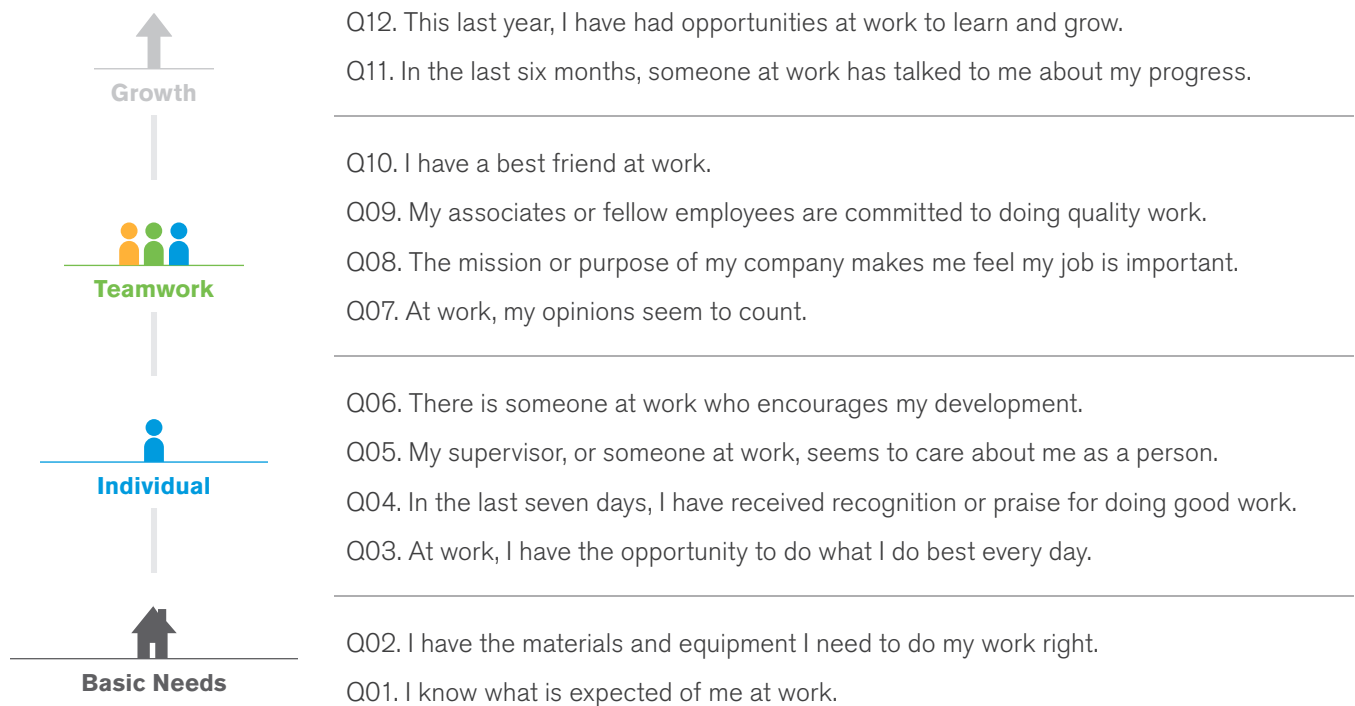 Q12. This last year, I have had opportunities at work to learn and grow.
Q11. In the last six months, someone at work has talked to me about my progress.
Growth
Q10. I have a best friend at work.
Q09. My associates or fellow employees are committed to doing quality work.
Q08. The mission or purpose of my company makes me feel my job is important.
Q07. At work, my opinions seem to count.
Teamwork
Q06. There is someone at work who encourages my development.
Q05. My supervisor, or someone at work, seems to care about me as a person.
Q04. In the last seven days, I have received recognition or praise for doing good work.
Q03. At work, I have the opportunity to do what I do best every day.
Individual
Q02. I have the materials and equipment I need to do my work right.
Q01. I know what is expected of me at work.
Basic Needs